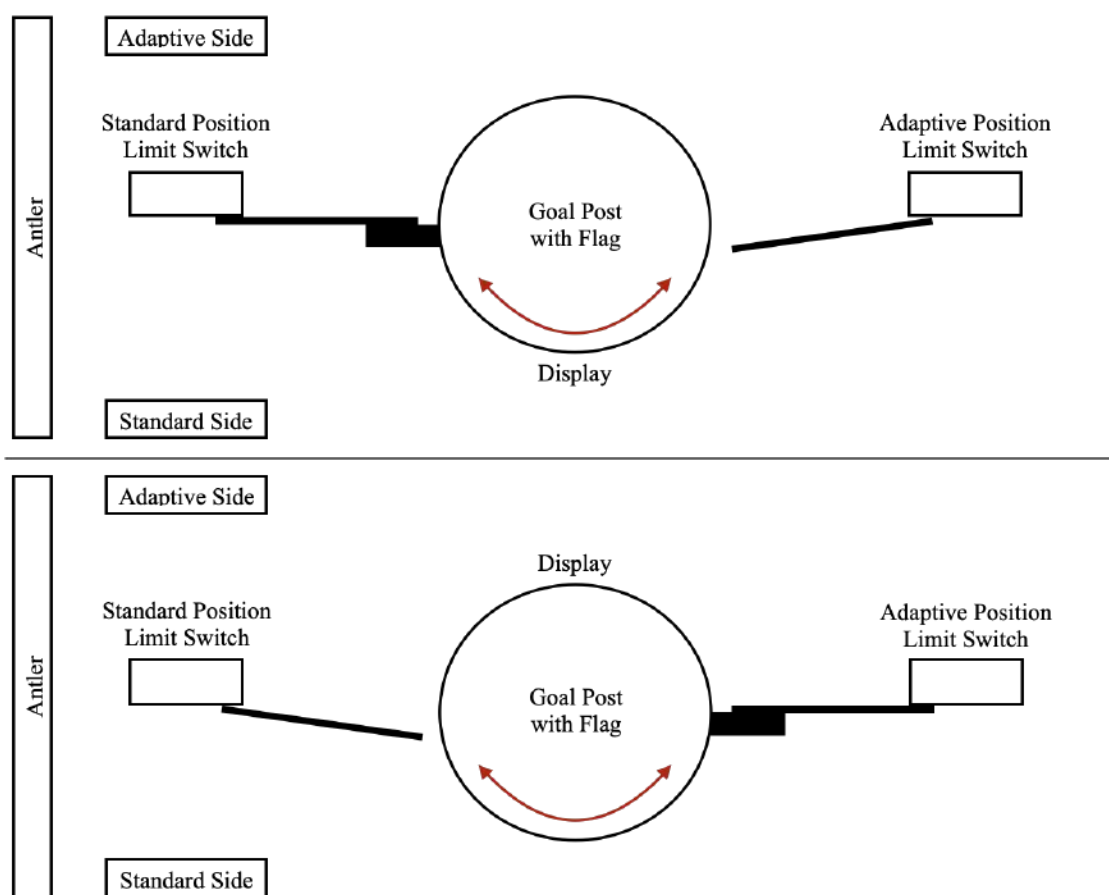 Adaptive Side
Standard Position
Limit Switch
Adaptive Position
Limit Switch
Antler
Goal Post
with Flag
Display
Standard Side
Adaptive Side
Display
Standard Position
Limit Switch
Adaptive Position
Limit Switch
Antler
Goal Post
with Flag
Standard Side